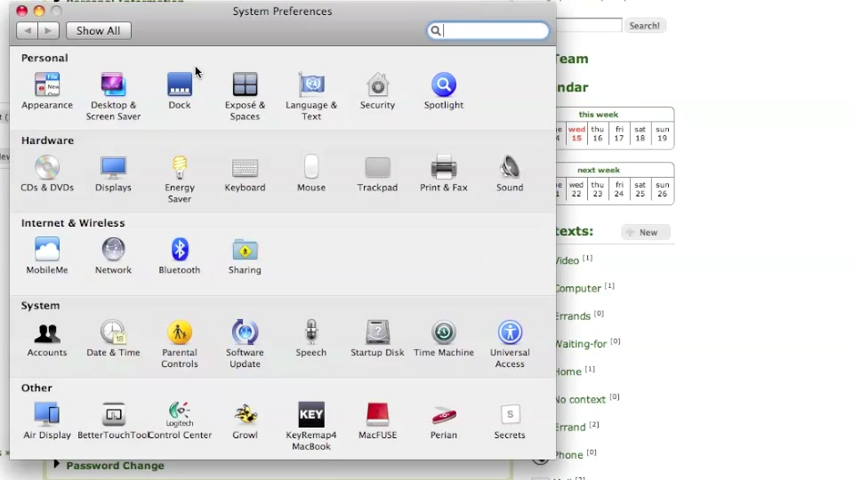 System Preferences
Show All
Personal
Appearance
Desktop &
Screen Saver
Dock
Exposé &
Spaces
Language &
Text
Security
Spotlight
Hardware
CDs & DVDs
Displays
Energy
Saver
Keyboard
Mouse
Trackpad
Print & Fax
Sound
Internet & Wireless
MobileMe
Network
Bluetooth
Sharing
System
Accounts
Date & Time
Parental
Controls
Software
Update
Speech
Startup Disk
Time Machine
Universal
Access
Other
Air Display
BetterTouchTool
Logitech
Control Center
Growl
KEY
KeyRemap4
MacBook
MacFUSE
Perian
S
Secrets
Password Change
Search!
Team
ndar
this week
wed thu fri sat sun
15 16 17 18 19
next week
wed thu fri sat sun
22 23 24 25 26
texts:
New
Video [1]
Computer [1]
Errands [0]
Waiting-for [0]
Home [1]
No context [0]
Errand [2]
Phone [0]